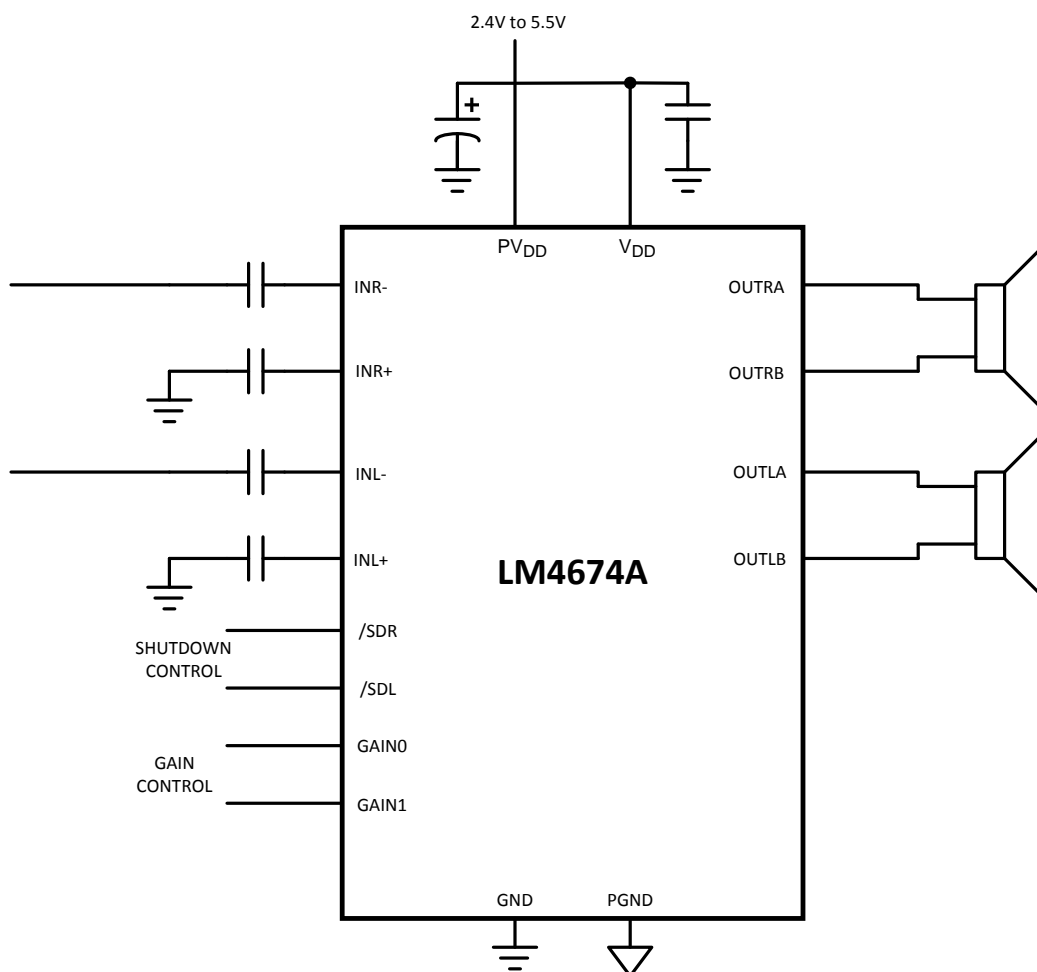 2.4V to 5.5V
+
PVDD
VDD
INR-
OUTRA
INR+
OUTRB
INL-
OUTLA
INL+
OUTLB
LM4674A
/SDR
SHUTDOWN
CONTROL
/SDL
GAIN0
GAIN
CONTROL
GAIN1
GND
PGND